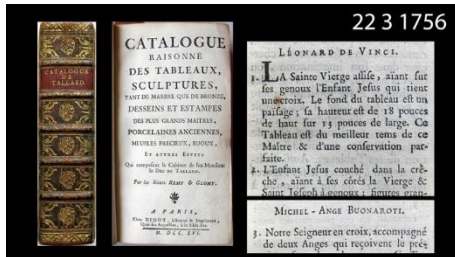 22 3 1756
CATALOGUE
DE
TALLARD
CATALOGUE
RAISONNÉ
DES TABLEAUX,
SCULPTURES,
TANT DE MARBRE QUE DE BRONZE,
DESSEINS ET ESTAMPES
DES PLUS GRANDS MAITRES,
PORCELAINES ANCIENNES,
MEUBLES PRECIEUX, BIJOUX,
ET AUTRES EFFETS
Qui composent le Cabinet de feu Monsieur
le Duc DE TALLARD.
Par les Sieurs REMY & GLOMY.
A PARIS,
Chez DIDOT, Libraire & Imprimeur,
Quai des Augustins, à la Bible d'or.
M. DCC. LVI.
LÉONARD DE VINCI.
1. LA Sainte Vierge assise, aïant sur
ses genoux l'Enfant Jesus qui tient
une croix. Le fond du tableau est un
païsage; sa hauteur est de 18 pouces
de haut sur 13 pouces de large. Ce
Tableau est du meilleur tems de ce
Maître & d'une conservation par-
faite.
2. L'Enfant Jesus couché dans la crê-
che, aïant à ses côtés la Vierge &
Saint Joseph à genoux: figures gran-
MICHEL-ANGE BUONAROTI.
3. Notre Seigneur en croix, accompagné
de deux Anges qui reçoivent le pré-